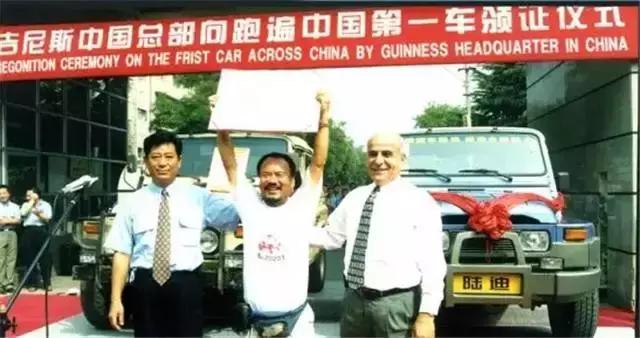 吉尼斯中国总部向跑遍中国第一车颁证仪式
REGONITION CEREMONY ON THE FRIST CAR ACROSS CHINA BY GUINNESS HEADQUARTER IN CHINA
陆迪